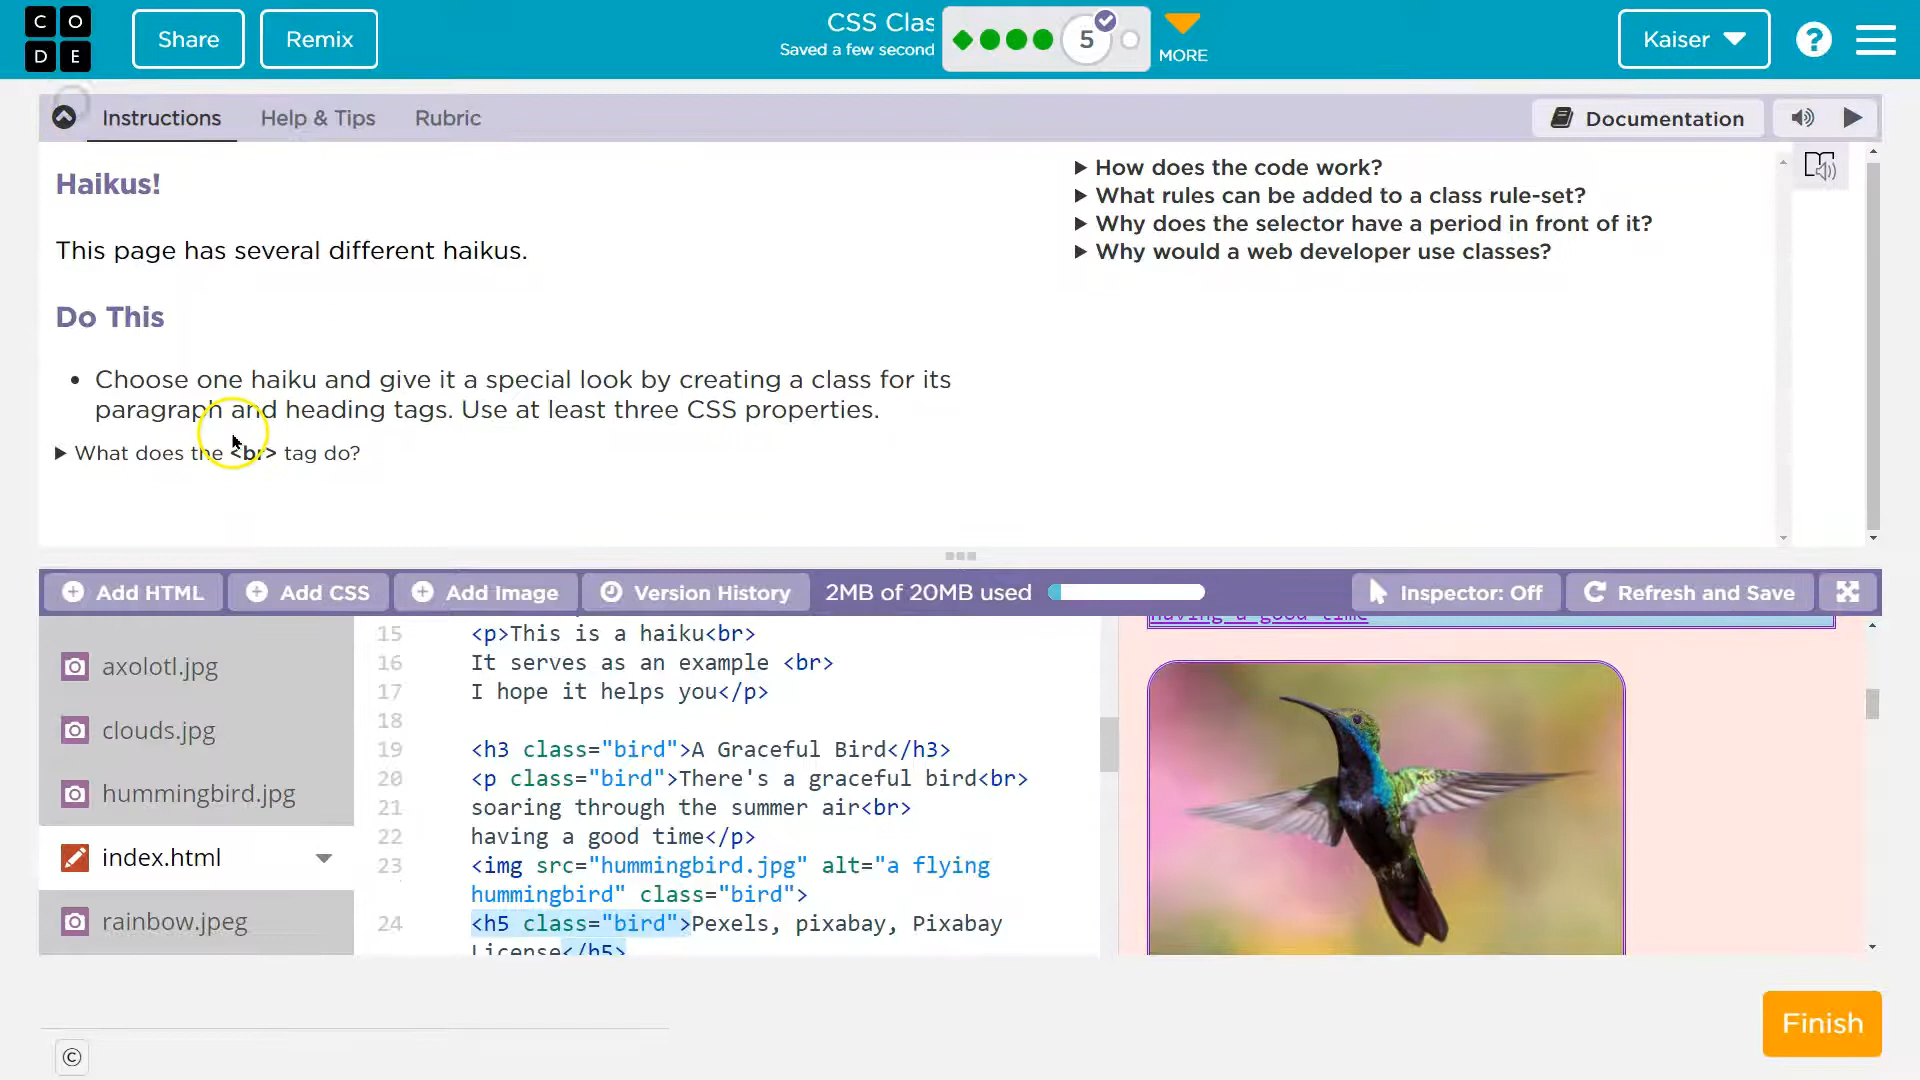 CODE
Share
Remix
CSS Clas
Saved a few second
5
MORE
Kaiser
?
Instructions
Help & Tips
Rubric
Documentation
Haikus!
This page has several different haikus.
Do This
• Choose one haiku and give it a special look by creating a class for its
paragraph and heading tags. Use at least three CSS properties.
What does the <br> tag do?
How does the code work?
What rules can be added to a class rule-set?
Why does the selector have a period in front of it?
Why would a web developer use classes?
Add HTML
Add CSS
Add Image
Version History
2MB of 20MB used
Inspector: Off
Refresh and Save
axolotl.jpg
clouds.jpg
hummingbird.jpg
index.html
rainbow.jpeg
15 <p>This is a haiku<br>
16 It serves as an example <br>
17 I hope it helps you</p>
18
19 <h3 class="bird">A Graceful Bird</h3>
20 <p class="bird">There's a graceful bird<br>
21 soaring through the summer air<br>
22 having a good time</p>
23 <img src="hummingbird.jpg" alt="a flying
hummingbird" class="bird">
24 <h5 class="bird">Pexels, pixabay, Pixabay
License</h5>
having a good time
Finish
©